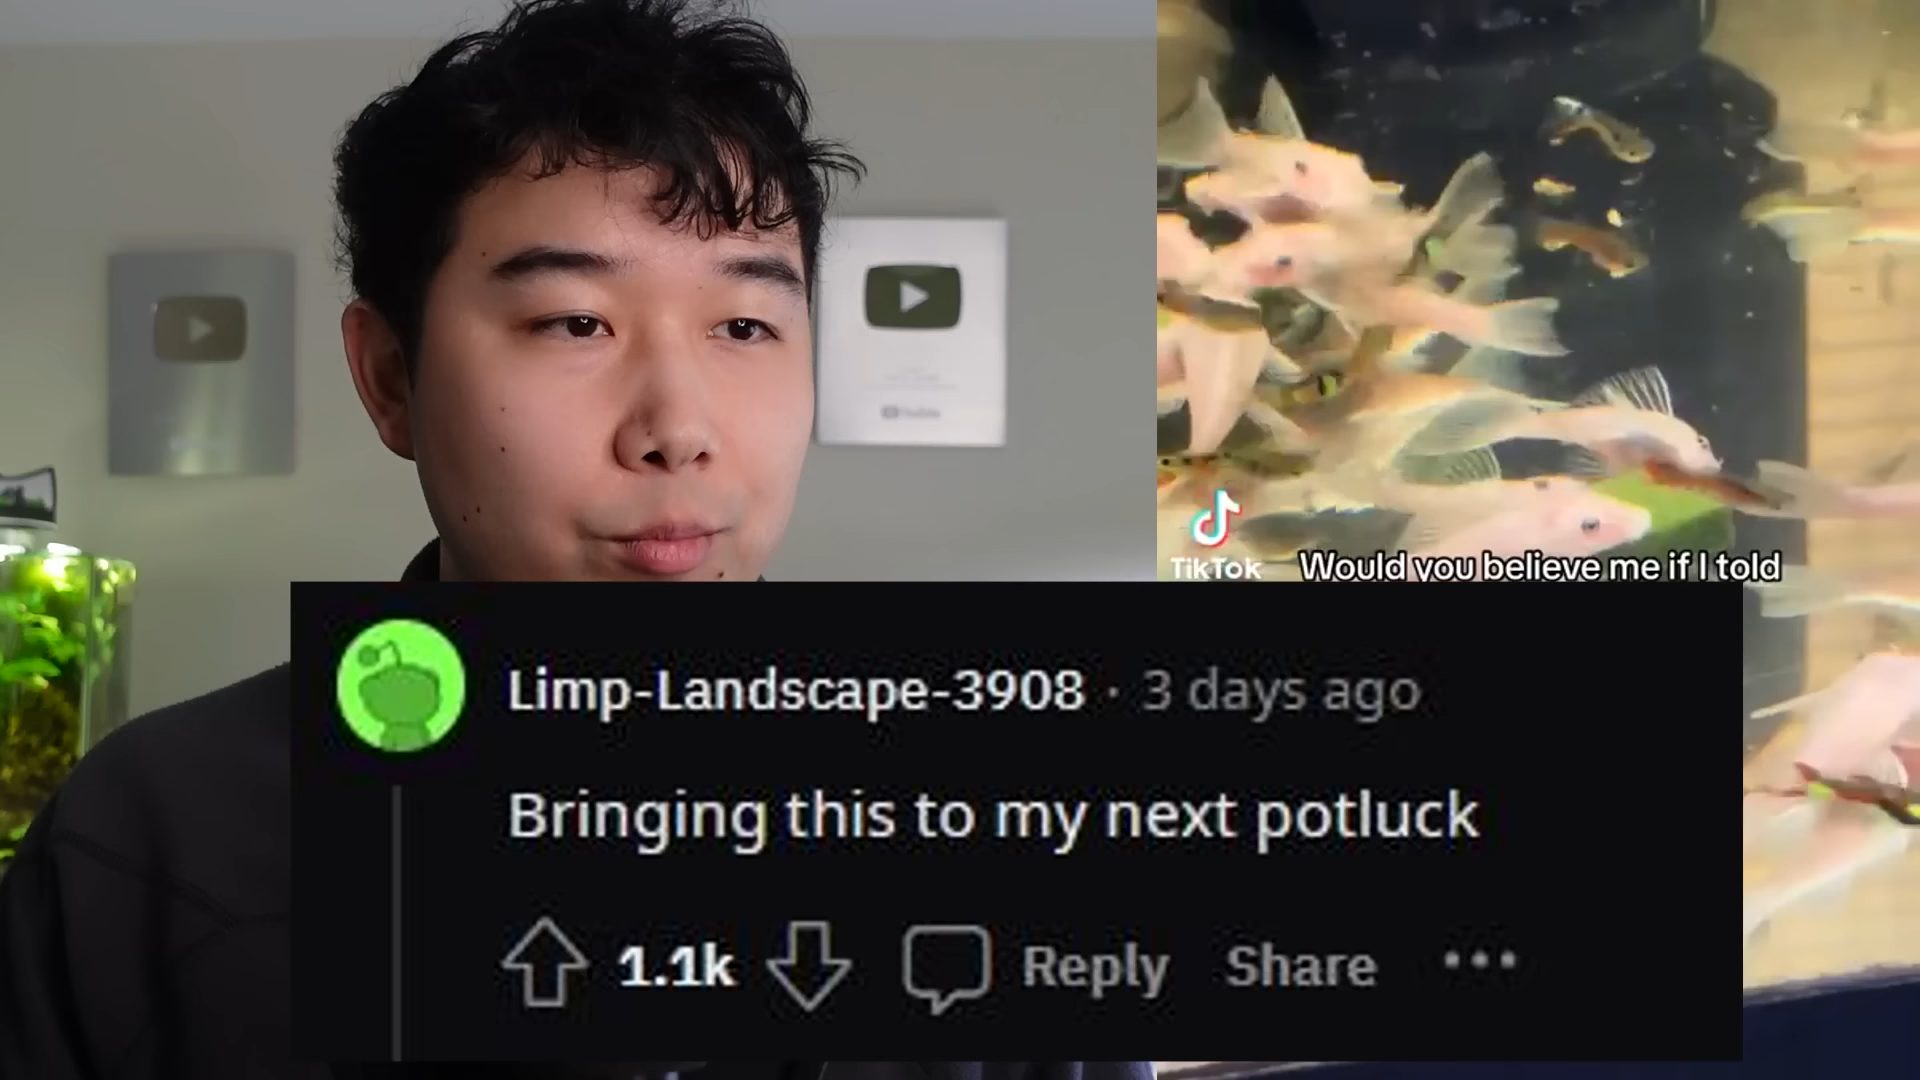 TikTok
Would you believe me if I told
Limp-Landscape-3908 · 3 days ago
Bringing this to my next potluck
1.1k
Reply
Share
YouTube